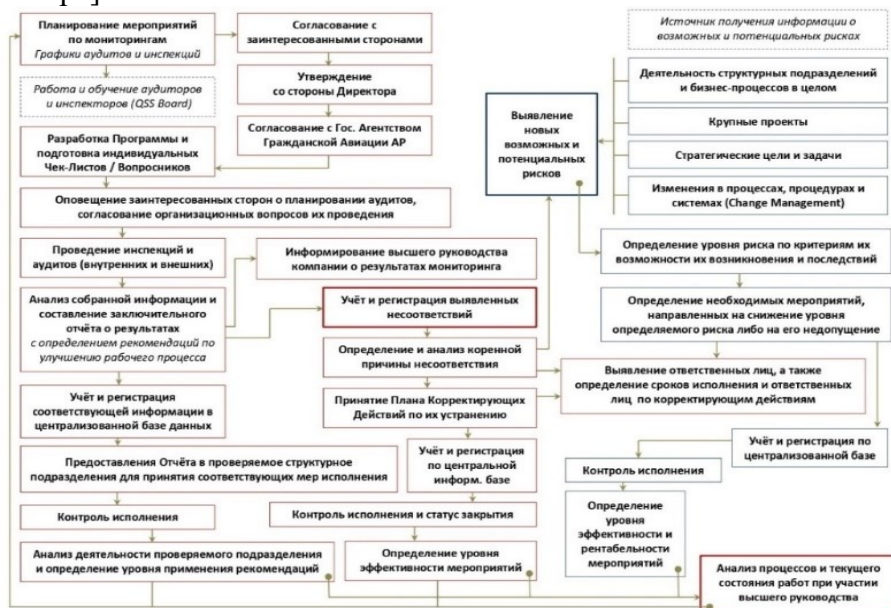 Планирование мероприятий
по мониторингам
Графики аудитов и инспекций
Согласование с
заинтересованными сторонами
Источник получения информации о
возможных и потенциальных рисках
Работа и обучение аудиторов
и инспекторов (QSS Board)
Утверждение
со стороны Директора
Деятельность структурных подразделений
и бизнес-процессов в целом
Выявление
новых
возможных и
потенциальных
рисков
Крупные проекты
Разработка Программы и
подготовка индивидуальных
Чек-Листов / Вопросников
Согласование с Гос. Агентством
Гражданской Авиации АР
Стратегические цели и задачи
Изменения в процессах, процедурах и
системах (Change Management)
Оповещение заинтересованных сторон о планировании аудитов,
согласование организационных вопросов их проведения
Проведение инспекций и
аудитов (внутренних и внешних)
Информирование высшего руководства
компании о результатах мониторинга
Определение уровня риска по критериям их
возможности их возникновения и последствий
Анализ собранной информации и
составление заключительного
отчёта о результатах
с определением рекомендаций по
улучшению рабочего процесса
Учёт и регистрация выявленных
несоответствий
Определение необходимых мероприятий,
направленных на снижение уровня
определяемого риска либо на его недопущение
Определение и анализ коренной
причины несоответствия
Выявление ответственных лиц, а также
определение сроков исполнения и ответственных
лиц по корректирующим действиям
Учёт и регистрация
соответствующей информации в
централизованной базе данных
Принятие Плана Корректирующих
Действий по их устранению
Учёт и регистрация
по центральной
информ. базе
Учёт и регистрация по
централизованной базе
Предоставления Отчёта в проверяемое структурное
подразделения для принятия соответствующих мер исполнения
Контроль исполнения
Контроль исполнения
Контроль исполнения и статус закрытия
Определение
уровня
эффективности и
рентабельности
мероприятий
Анализ деятельности проверяемого подразделения
и определение уровня применения рекомендаций
Определение уровня
эффективности мероприятий
Анализ процессов и текущего
состояния работ при участии
высшего руководства